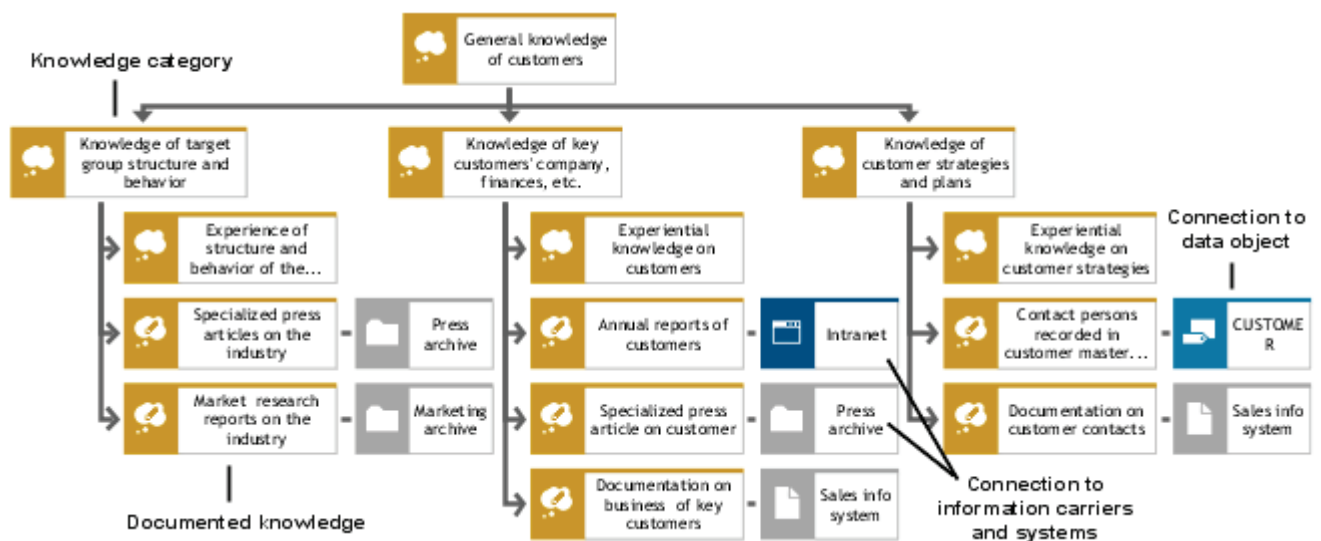 General knowledge
of customers
Knowledge category
Knowledge of target
group structure and
behavior
Knowledge of key
customers' company,
finances, etc.
Knowledge of
customer strategies
and plans
Experience of
structure and
behavior of the...
Experiential
knowledge on
customers
Experiential
knowledge on
customer strategies
Connection to
data object
Specialized press
articles on the
industry
Press
archive
Annual reports of
customers
Intranet
Contact persons
recorded in
customer master...
CUSTOME
R
Market research
reports on the
industry
Marketing
archive
Specialized press
article on customer
Press
archive
Documentation on
customer contacts
Sales info
system
Documented knowledge
Documentation on
business of key
customers
Sales info
system
Connection to
information carriers
and systems